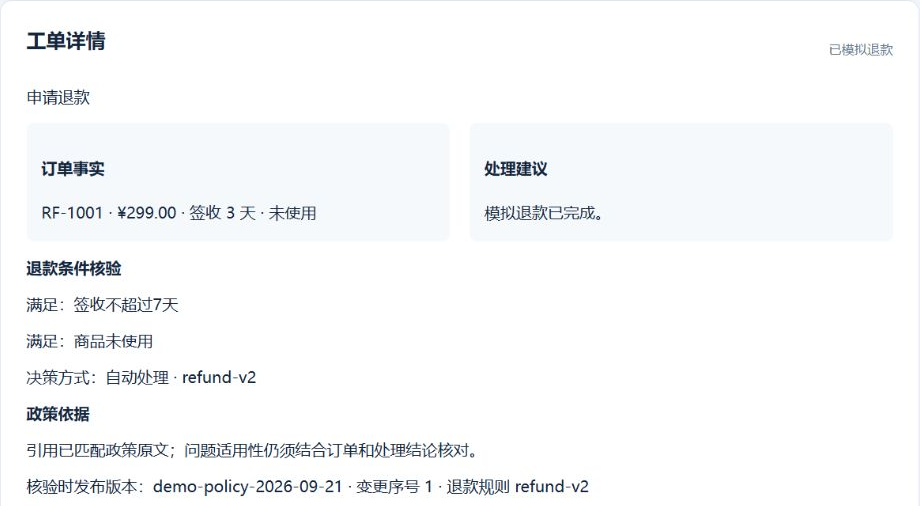 工单详情
已模拟退款
申请退款
订单事实
RF-1001 · ¥299.00 · 签收 3 天 · 未使用
处理建议
模拟退款已完成。
退款条件核验
满足：签收不超过7天
满足：商品未使用
决策方式：自动处理 · refund-v2
政策依据
引用已匹配政策原文；问题适用性仍须结合订单和处理结论核对。
核验时发布版本：demo-policy-2026-09-21 · 变更序号 1 · 退款规则 refund-v2